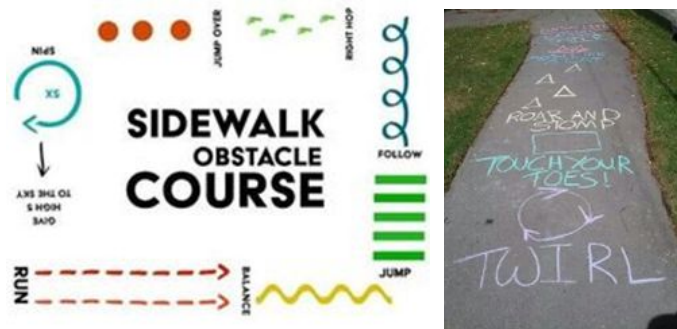 SIDEWALK
OBSTACLE
COURSE
JUMP OVER
RIGHT HOP
FOLLOW
JUMP
BALANCE
RUN
GIVE
HIGH 5
TO THE SKY
5X
SPIN
ROAR AND
STOMP
TOUCH YOUR
TOES!
TWIRL